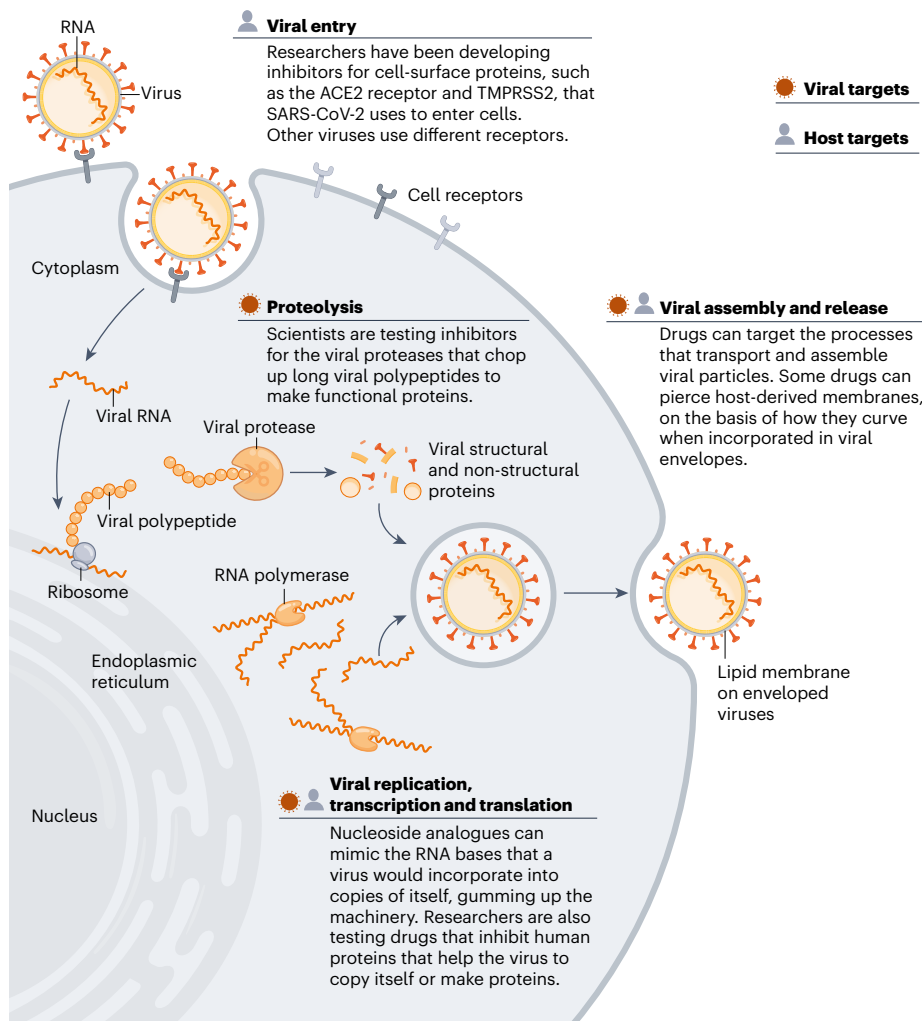 RNA
Virus
Viral entry
Researchers have been developing
inhibitors for cell-surface proteins, such
as the ACE2 receptor and TMPRSS2, that
SARS-CoV-2 uses to enter cells.
Other viruses use different receptors.
Viral targets
Host targets
Cell receptors
Cytoplasm
Proteolysis
Scientists are testing inhibitors
for the viral proteases that chop
up long viral polypeptides to
make functional proteins.
Viral assembly and release
Drugs can target the processes
that transport and assemble
viral particles. Some drugs can
pierce host-derived membranes,
on the basis of how they curve
when incorporated in viral
envelopes.
Viral RNA
Viral protease
Viral structural
and non-structural
proteins
Viral polypeptide
Ribosome
RNA polymerase
Endoplasmic
reticulum
Lipid membrane
on enveloped
viruses
Nucleus
Viral replication,
transcription and translation
Nucleoside analogues can
mimic the RNA bases that a
virus would incorporate into
copies of itself, gumming up the
machinery. Researchers are also
testing drugs that inhibit human
proteins that help the virus to
copy itself or make proteins.